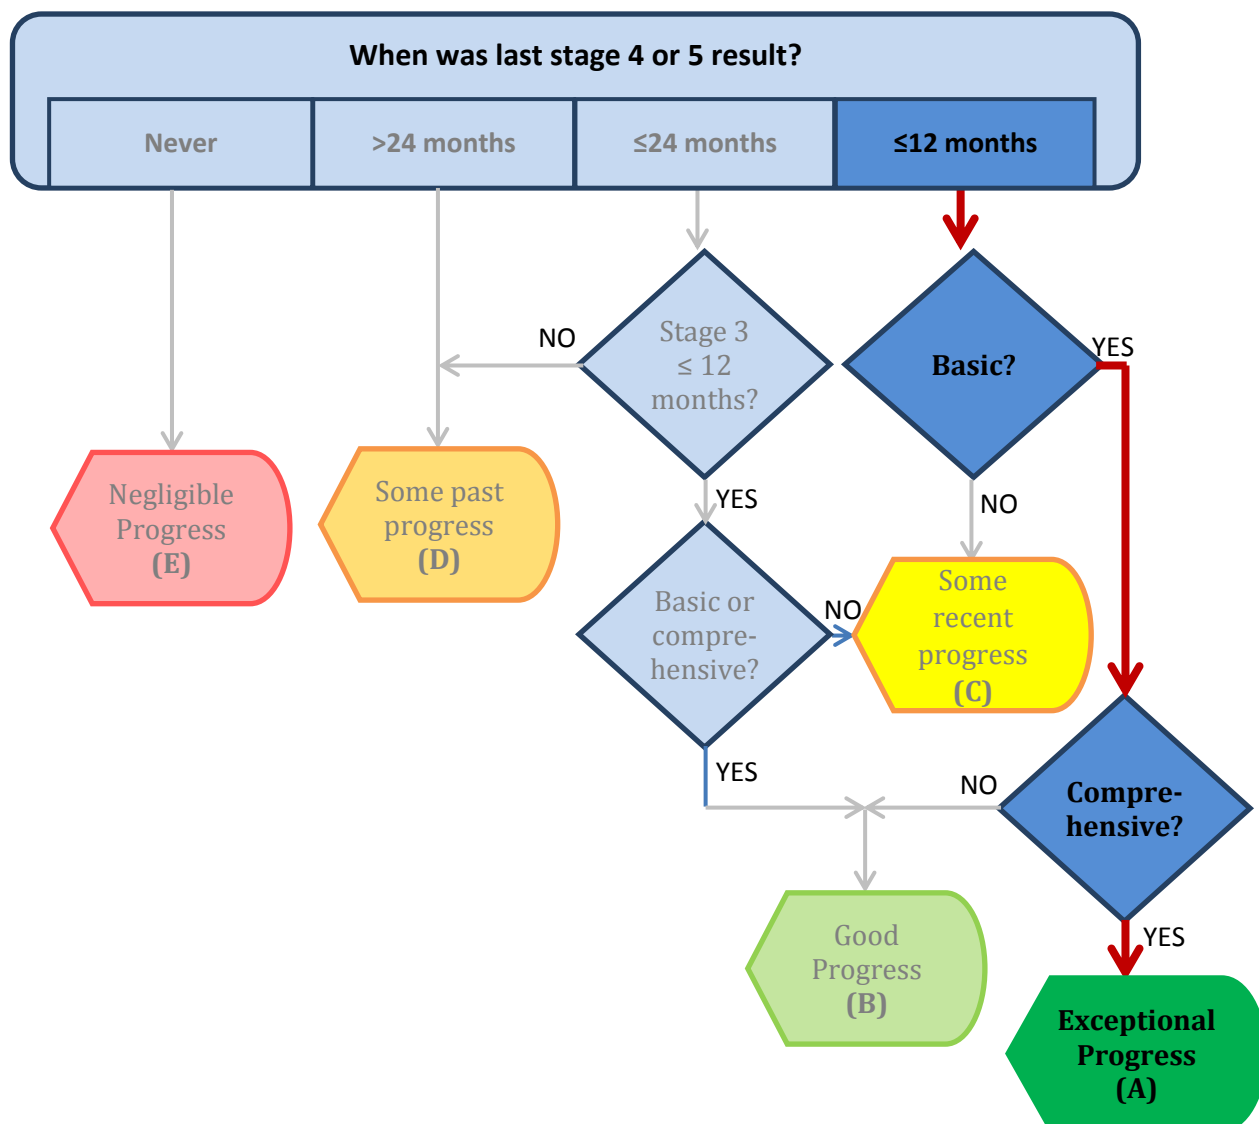 When was last stage 4 or 5 result?
Never
>24 months
≤24 months
≤12 months
NO
Stage 3
≤ 12
months?
Basic?
YES
Negligible
Progress
(E)
Some past
progress
(D)
YES
NO
Basic or
compre-
hensive?
NO
Some
recent
progress
(C)
YES
NO
Compre-
hensive?
YES
Good
Progress
(B)
Exceptional
Progress
(A)